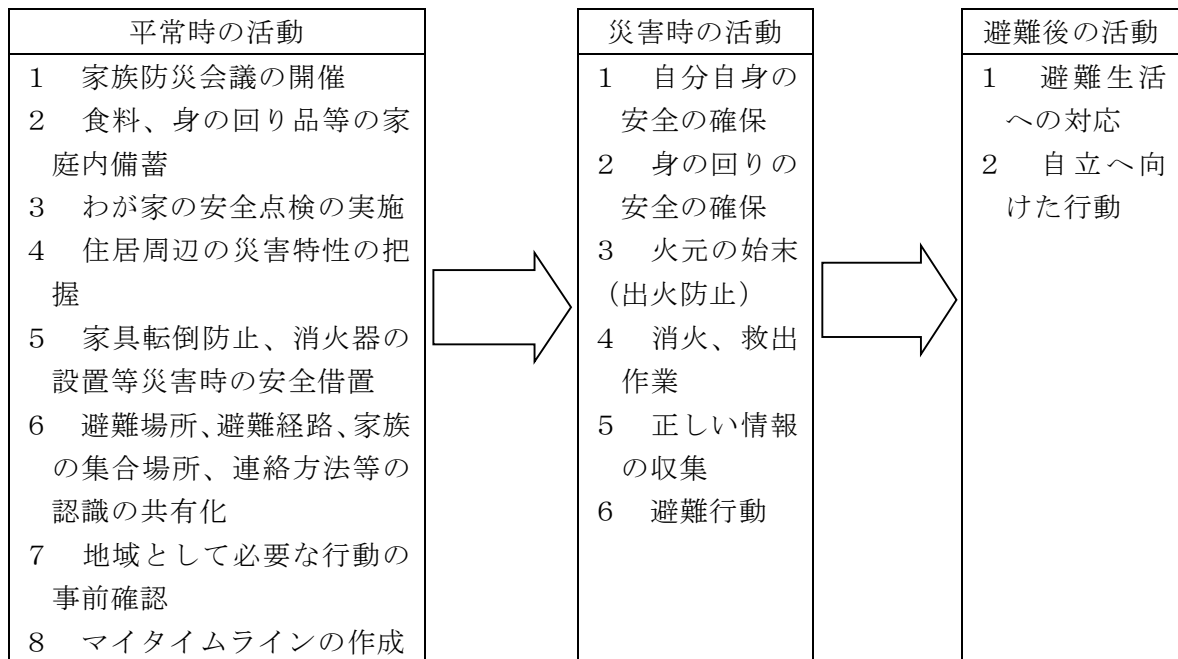 平常時の活動
1　家族防災会議の開催
2　食料、身の回り品等の家
庭内備蓄
3　わが家の安全点検の実施
4　住居周辺の災害特性の把
握
5　家具転倒防止、消火器の
設置等災害時の安全借置
6　避難場所、避難経路、家族
の集合場所、連絡方法等の
認識の共有化
7　地域として必要な行動の
事前確認
8　マイタイムラインの作成
災害時の活動
1　自分自身の
安全の確保
2　身の回りの
安全の確保
3　火元の始末
（出火防止）
4　消火、救出
作業
5　正しい情報
の収集
6　避難行動
避難後の活動
1　避難生活
への対応
2　自立へ向
けた行動